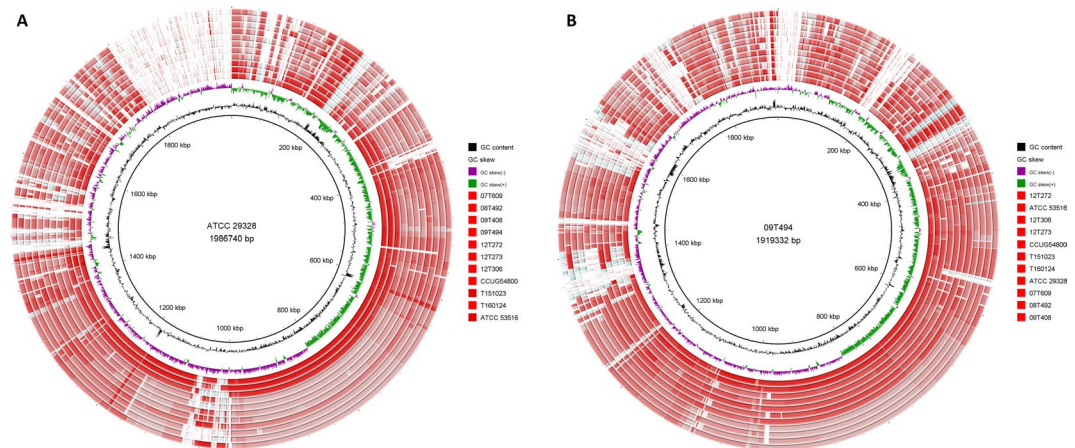 A
200 kbp
400 kbp
600 kbp
800 kbp
1000 kbp
1200 kbp
1400 kbp
1600 kbp
1800 kbp
ATCC 29328
1986740 bp
GC content
GC skew
GC skew(-)
GC skew(+)
07T609
08T492
09T408
09T494
12T272
12T273
12T306
CCUG54800
T151023
T160124
ATCC 53516
B
200 kbp
400 kbp
600 kbp
800 kbp
1000 kbp
1200 kbp
1400 kbp
1600 kbp
1800 kbp
09T494
1919332 bp
GC content
GC skew
GC skew(-)
GC skew(+)
12T272
ATCC 53516
12T306
12T273
CCUG54800
T151023
T160124
ATCC 29328
07T609
08T492
09T408